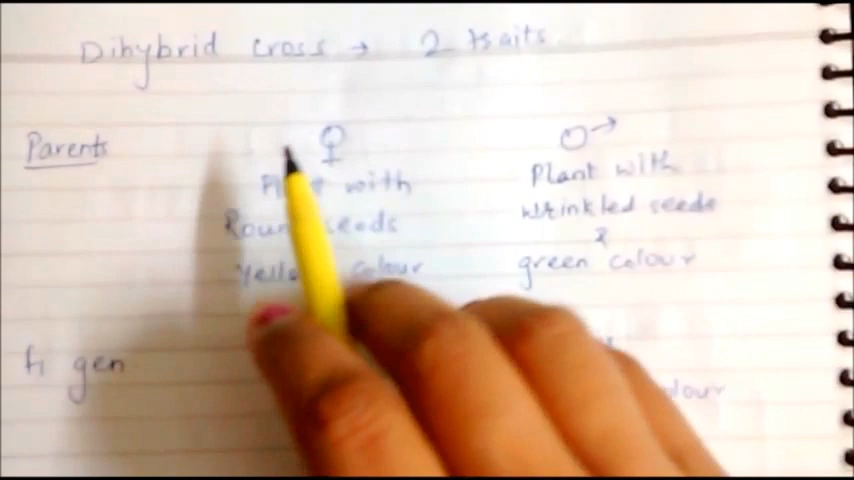 Dihybrid cross → 2 traits
Parents ♀ ♂
with Plant with
seeds wrinkled seeds
&
colour green colour
F1 gen